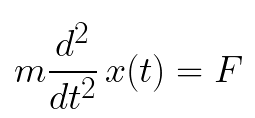 m d²/dt² x(t) = F